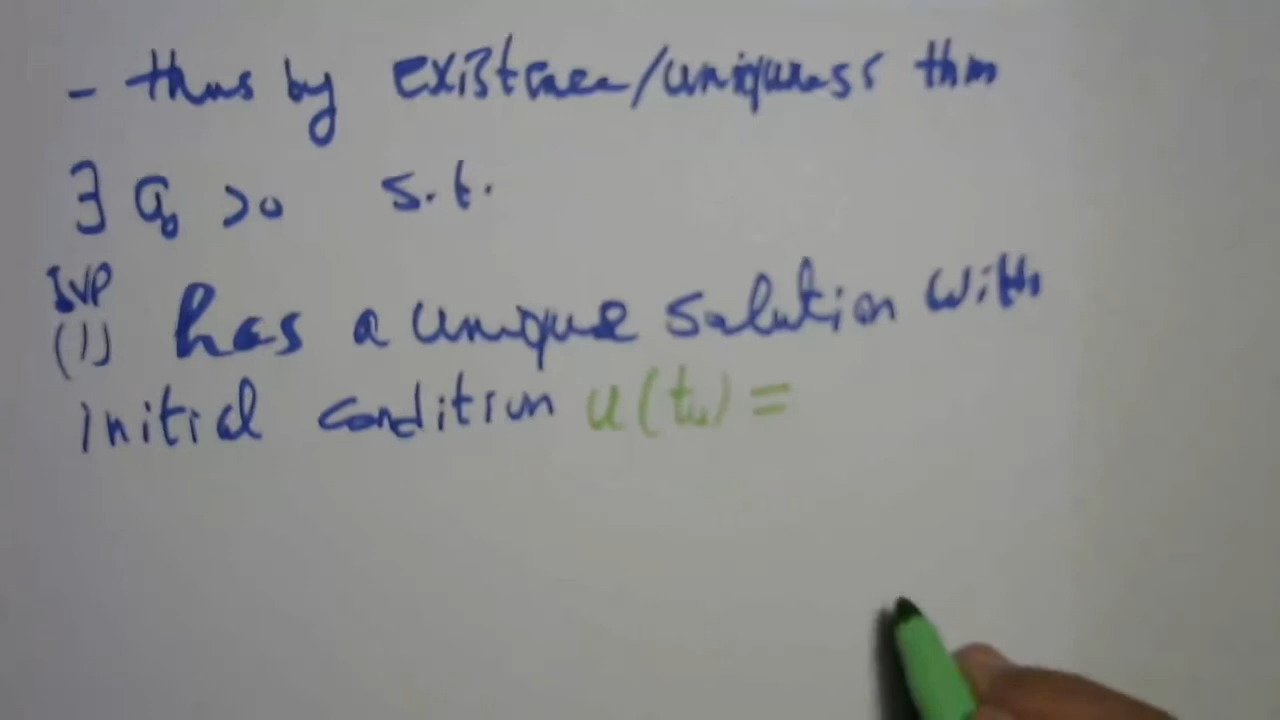 - thus by existence/uniqueness thm
∃ a₀ >0 s.t.
IVP
(1) has a unique solution with
initial condition u(t₀) =